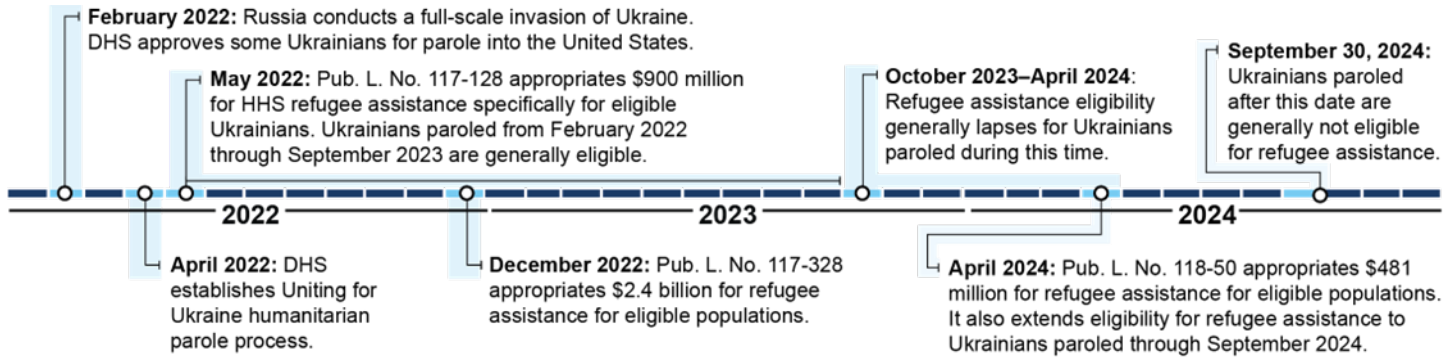 February 2022: Russia conducts a full-scale invasion of Ukraine.
DHS approves some Ukrainians for parole into the United States.
May 2022: Pub. L. No. 117-128 appropriates $900 million
for HHS refugee assistance specifically for eligible
Ukrainians. Ukrainians paroled from February 2022
through September 2023 are generally eligible.
October 2023–April 2024:
Refugee assistance eligibility
generally lapses for Ukrainians
paroled during this time.
September 30, 2024:
Ukrainians paroled
after this date are
generally not eligible
for refugee assistance.
2022
2023
2024
April 2022: DHS
establishes Uniting for
Ukraine humanitarian
parole process.
December 2022: Pub. L. No. 117-328
appropriates $2.4 billion for refugee
assistance for eligible populations.
April 2024: Pub. L. No. 118-50 appropriates $481
million for refugee assistance for eligible populations.
It also extends eligibility for refugee assistance to
Ukrainians paroled through September 2024.